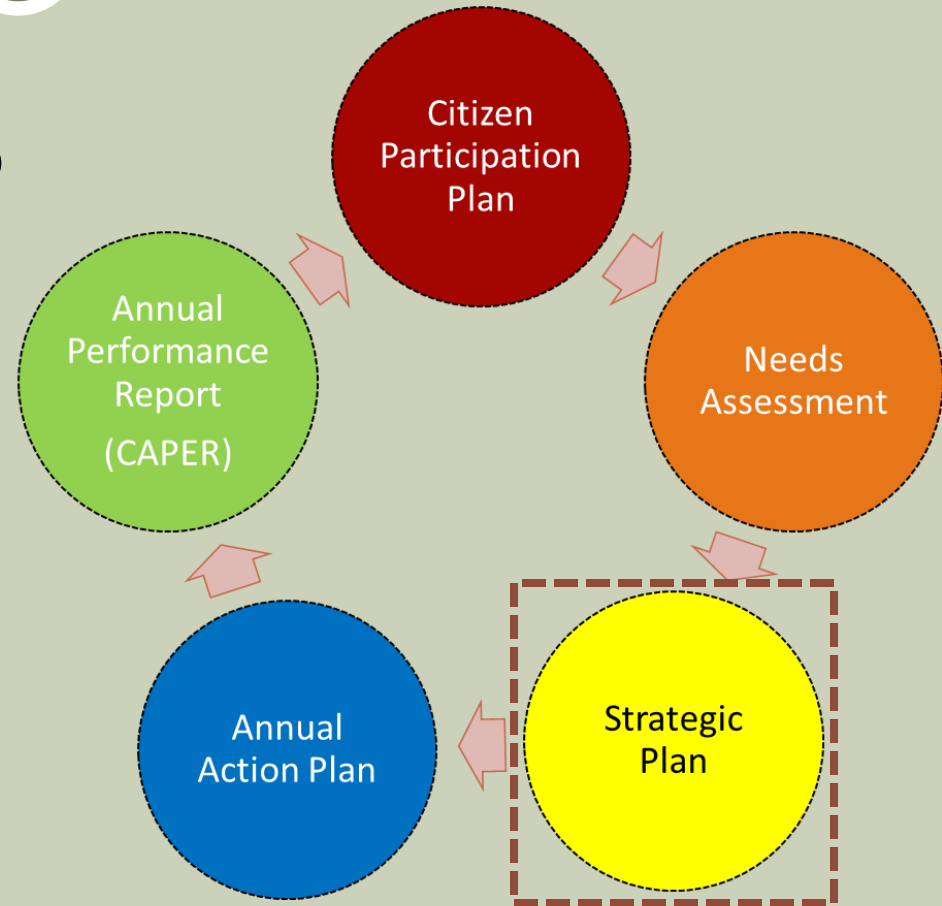 Citizen
Participation
Plan
Needs
Assessment
Strategic
Plan
Annual
Action Plan
Annual
Performance
Report
(CAPER)